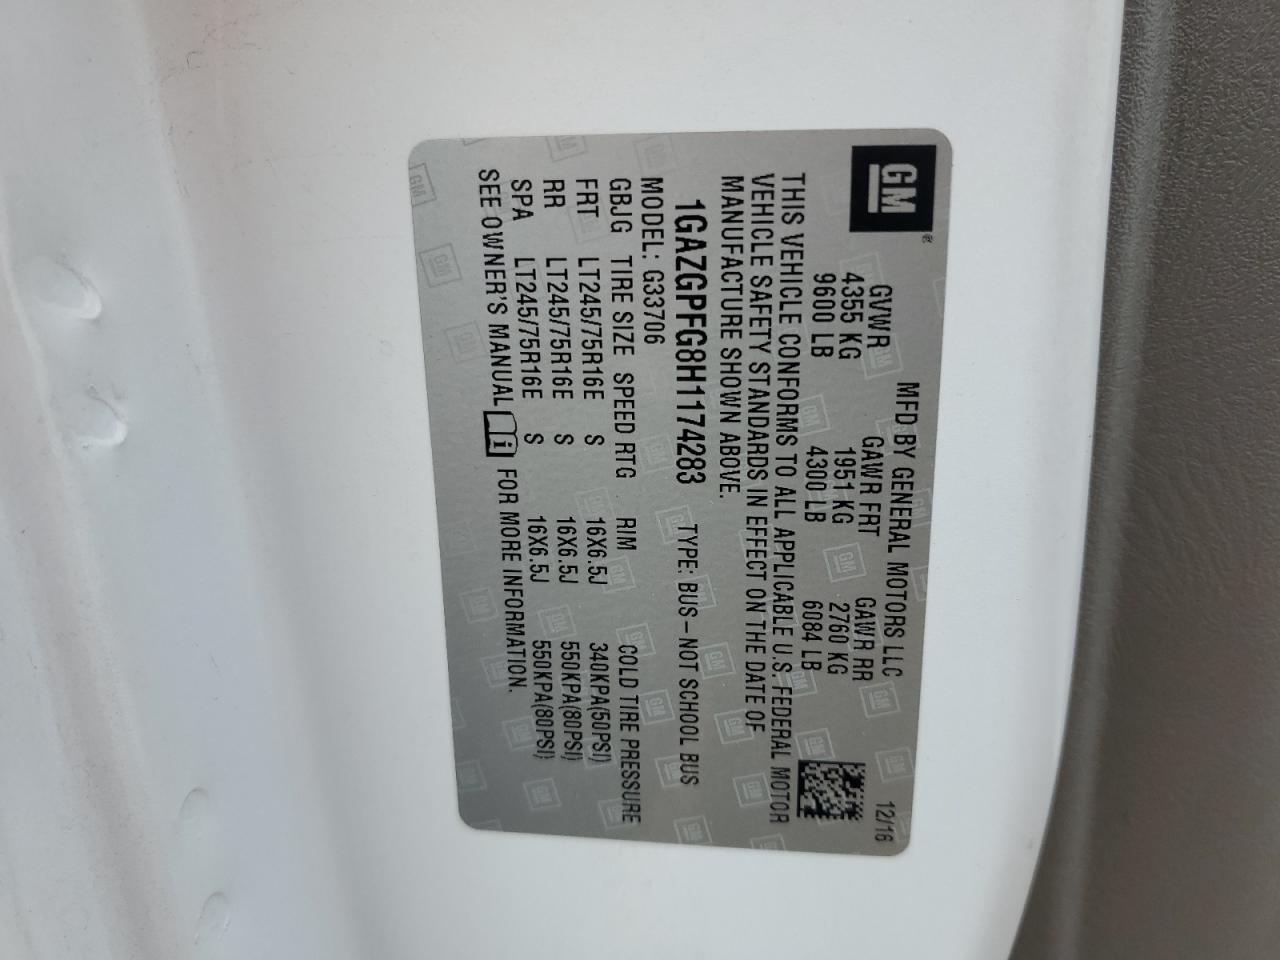 GM®
MFD BY GENERAL MOTORS LLC 12/16
GVWR GAWR FRT GAWR RR
4355 KG 1951 KG 2760 KG
9600 LB 4300 LB 6084 LB
THIS VEHICLE CONFORMS TO ALL APPLICABLE U.S. FEDERAL MOTOR
VEHICLE SAFETY STANDARDS IN EFFECT ON THE DATE OF
MANUFACTURE SHOWN ABOVE.
1GAZGPFG8H1174283 TYPE: BUS – NOT SCHOOL BUS
MODEL: G33706
GBJG TIRE SIZE SPEED RTG RIM COLD TIRE PRESSURE
FRT LT245/75R16E S 16X6.5J 340KPA(50PSI)
RR LT245/75R16E S 16X6.5J 550KPA(80PSI)
SPA LT245/75R16E S 16X6.5J 550KPA(80PSI)
SEE OWNER'S MANUAL i FOR MORE INFORMATION.